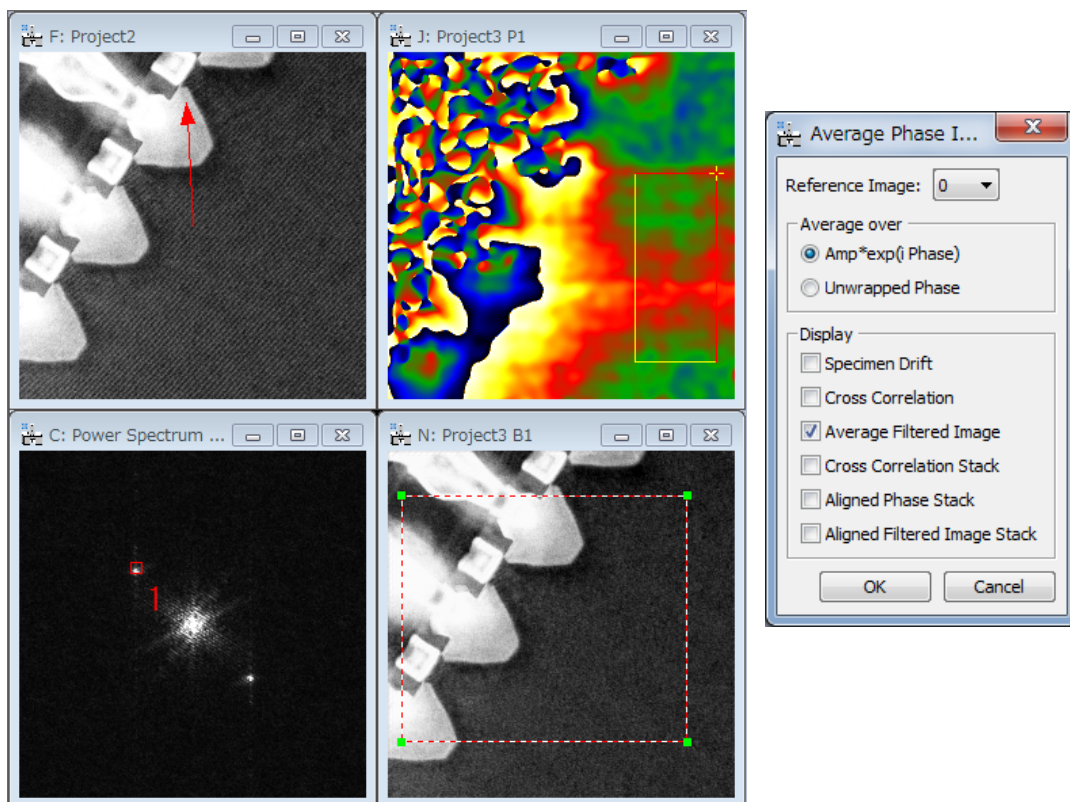 F: Project2
J: Project3 P1
C: Power Spectrum ...
1
N: Project3 B1
Average Phase I...
Reference Image: 0
Average over
Amp*exp(i Phase)
Unwrapped Phase
Display
Specimen Drift
Cross Correlation
Average Filtered Image
Cross Correlation Stack
Aligned Phase Stack
Aligned Filtered Image Stack
OK Cancel